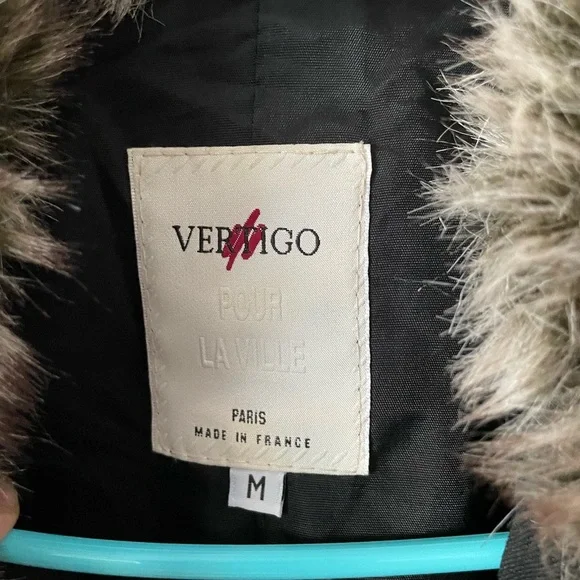 VERTIGO
POUR
LA VILLE
PARIS
MADE IN FRANCE
M